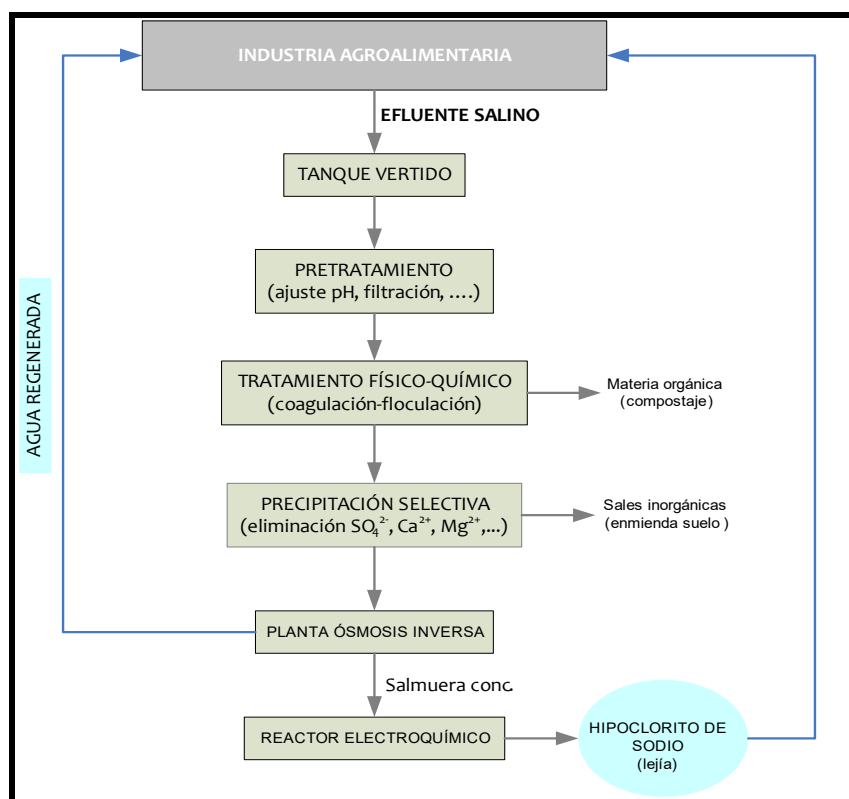 INDUSTRIA AGROALIMENTARIA
EFLUENTE SALINO
TANQUE VERTIDO
PRETRATAMIENTO
(ajuste pH, filtración, ....)
AGUA REGENERADA
TRATAMIENTO FÍSICO-QUÍMICO
(coagulación-floculación)
Materia orgánica
(compostaje)
PRECIPITACIÓN SELECTIVA
(eliminación SO₄²⁻, Ca²⁺, Mg²⁺,...)
Sales inorgánicas
(enmienda suelo )
PLANTA ÓSMOSIS INVERSA
Salmuera conc.
REACTOR ELECTROQUÍMICO
HIPOCLORITO DE
SODIO
(lejía)